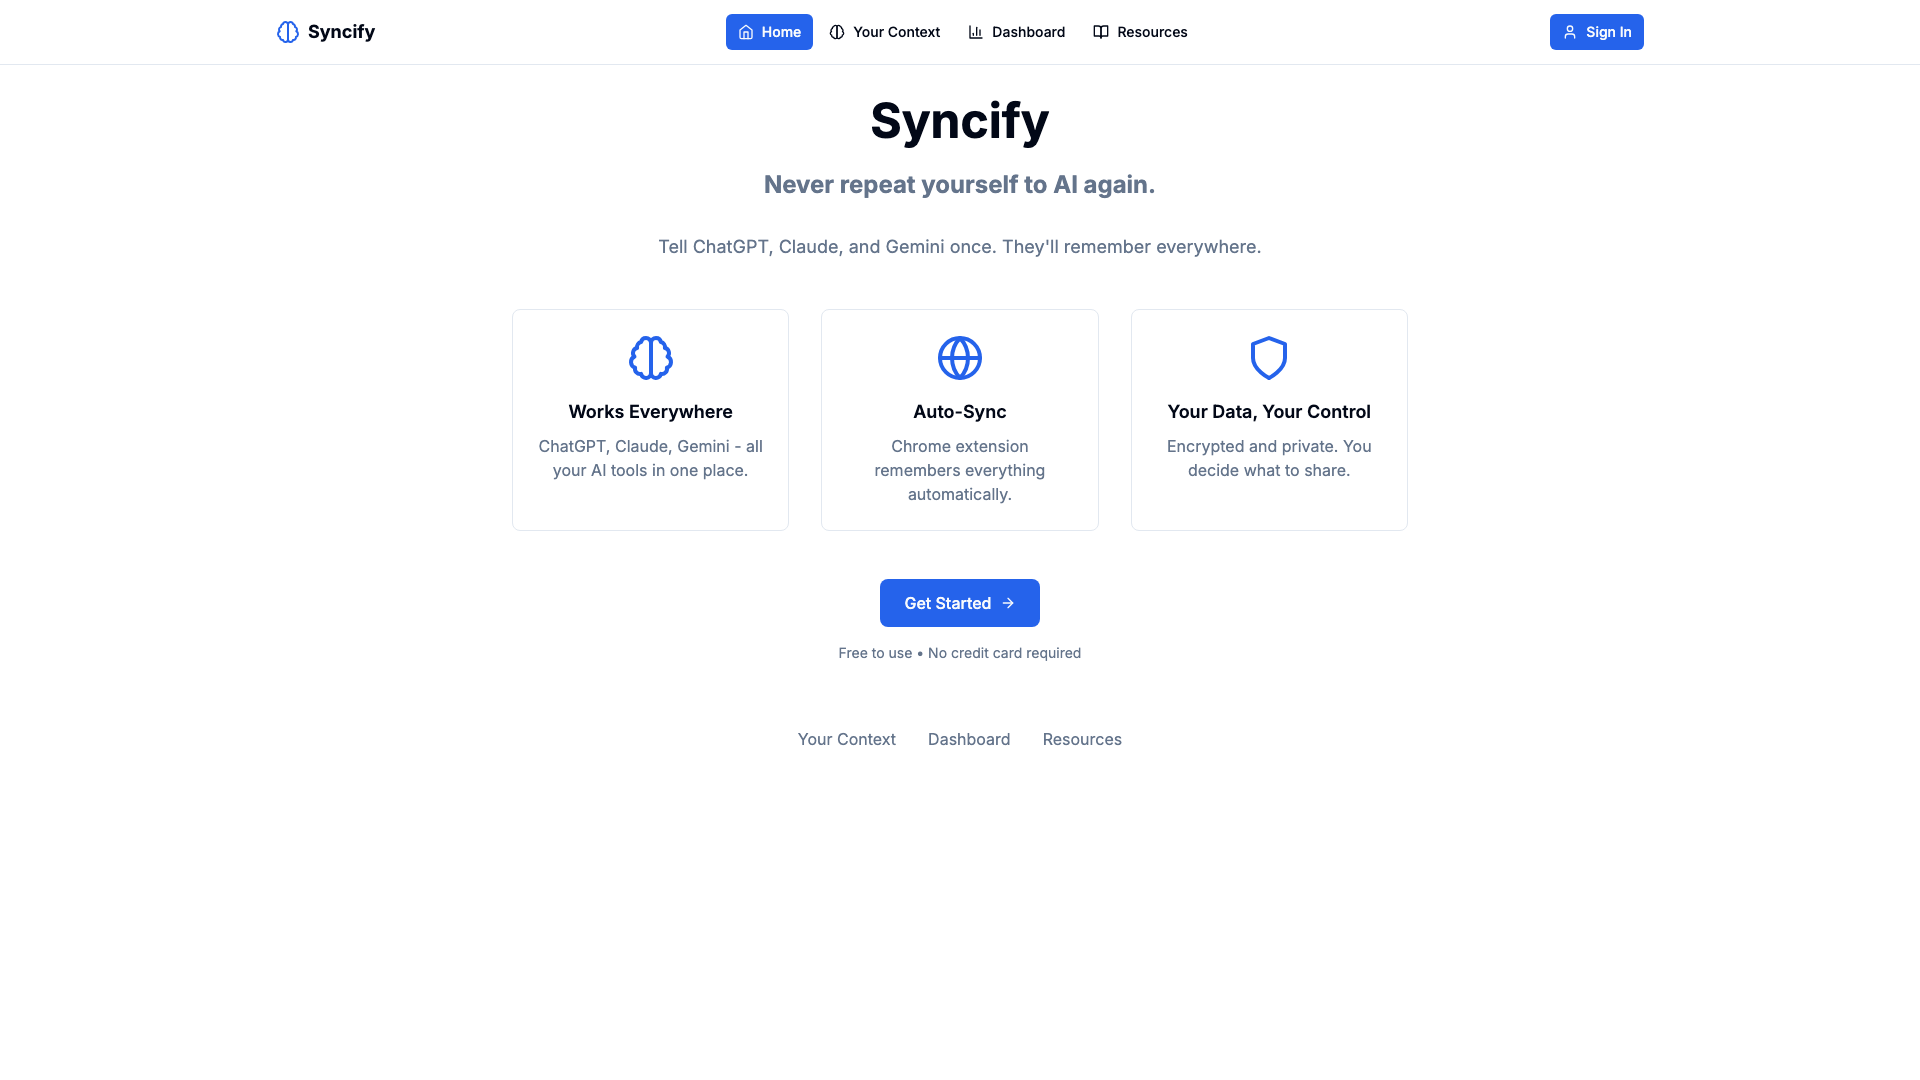 Syncify
Home
Your Context
Dashboard
Resources
Sign In
Syncify
Never repeat yourself to AI again.
Tell ChatGPT, Claude, and Gemini once. They'll remember everywhere.
Works Everywhere
ChatGPT, Claude, Gemini - all
your AI tools in one place.
Auto-Sync
Chrome extension
remembers everything
automatically.
Your Data, Your Control
Encrypted and private. You
decide what to share.
Get Started
Free to use • No credit card required
Your Context
Dashboard
Resources